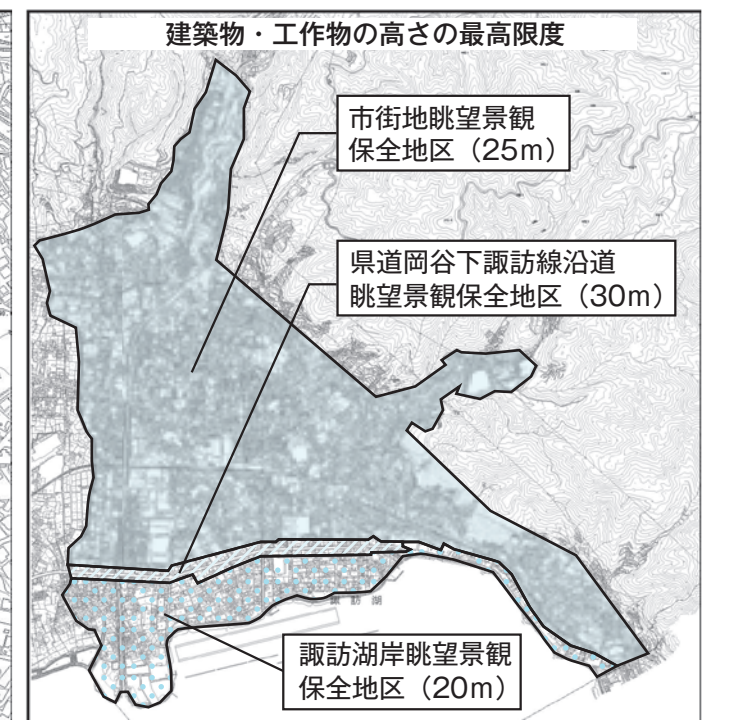 建築物・工作物の高さの最高限度
市街地眺望景観
保全地区（25m）
県道岡谷下諏訪線沿道
眺望景観保全地区（30m）
諏訪湖
諏訪湖岸眺望景観
保全地区（20m）